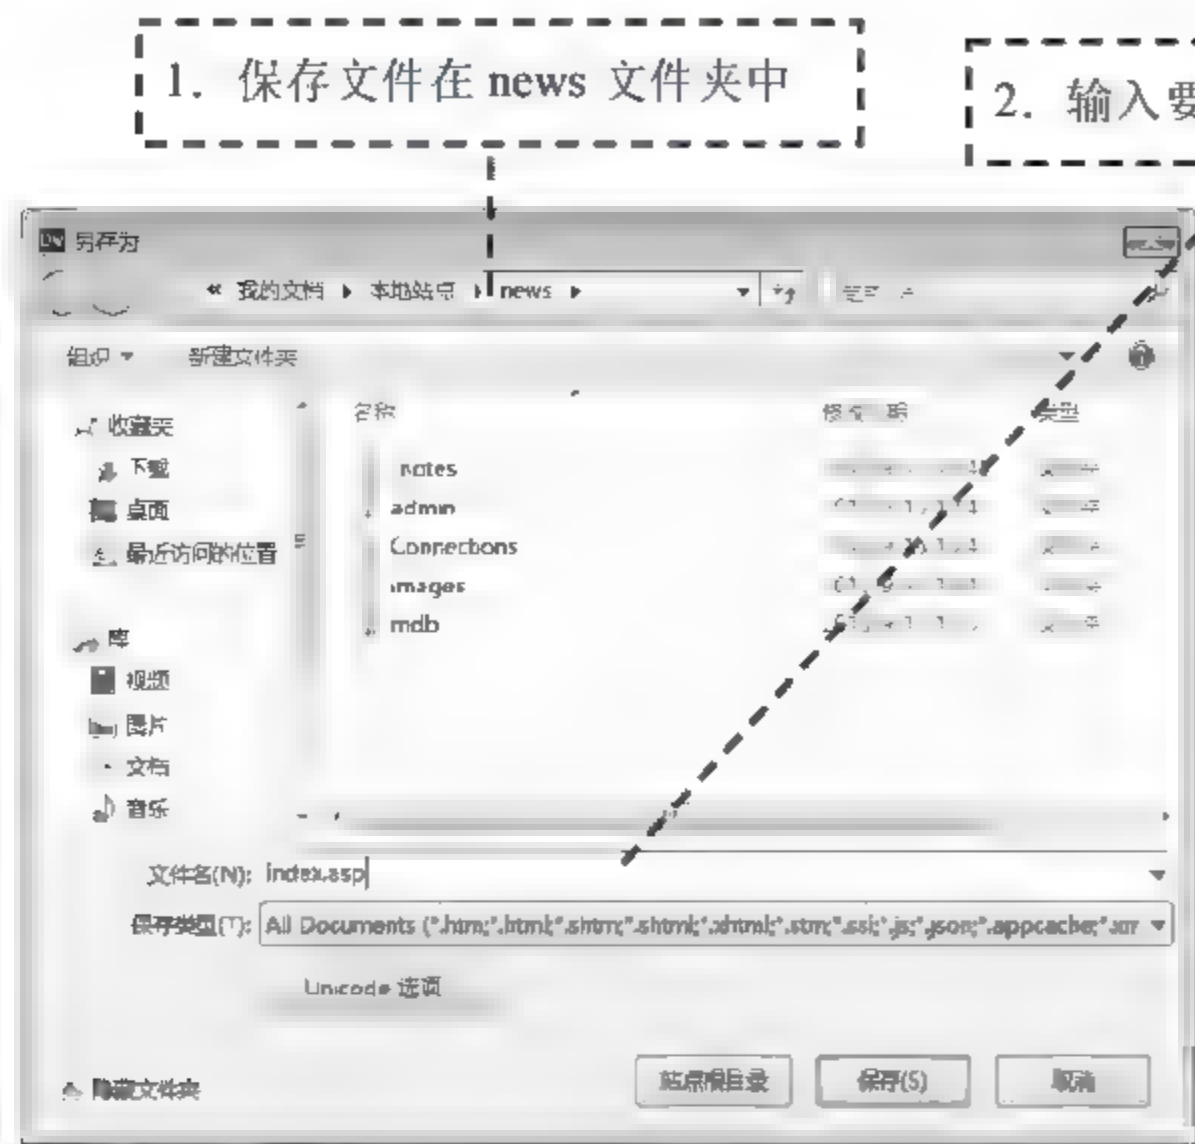 1. 保存文件在 news 文件夹中
2. 输入要
另存为
« 我的文档 ▸ 本地站点 ▸ news ▸
组织 新建文件夹
名称 类型
收藏夹
下载
桌面
最近访问的位置
notes
admin
Connections
images
mdb
库
视频
图片
文档
音乐
文件名(N): index.asp
保存类型(T): All Documents (*.htm;*.html;*.shtm;*.shtml;*.xhtml;*.stm;*.ssi;*.js;*.json;*.appcache;*.xm
Unicode 选项
隐藏文件夹 站点根目录 保存(S) 取消